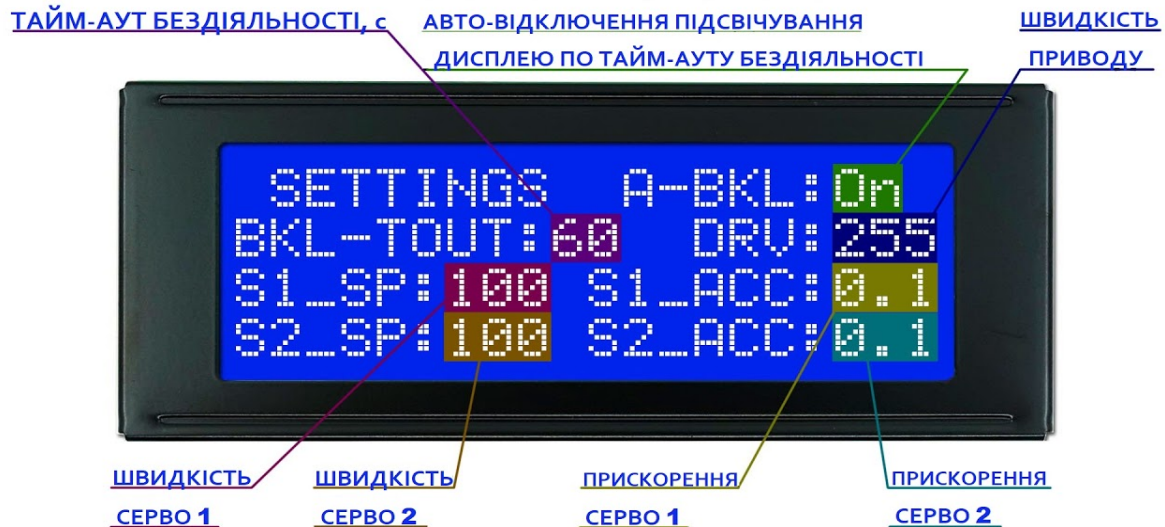 ТАЙМ-АУТ БЕЗДІЯЛЬНОСТІ, с
АВТО-ВІДКЛЮЧЕННЯ ПІДСВІЧУВАННЯ
ДИСПЛЕЮ ПО ТАЙМ-АУТУ БЕЗДІЯЛЬНОСТІ
ШВИДКІСТЬ
ПРИВОДУ
SETTINGS A-BKL:On
BKL-TOUT:60 DRV:255
S1_SP:100 S1_ACC:0.1
S2_SP:100 S2_ACC:0.1
ШВИДКІСТЬ
СЕРВО 1
ШВИДКІСТЬ
СЕРВО 2
ПРИСКОРЕННЯ
СЕРВО 1
ПРИСКОРЕННЯ
СЕРВО 2